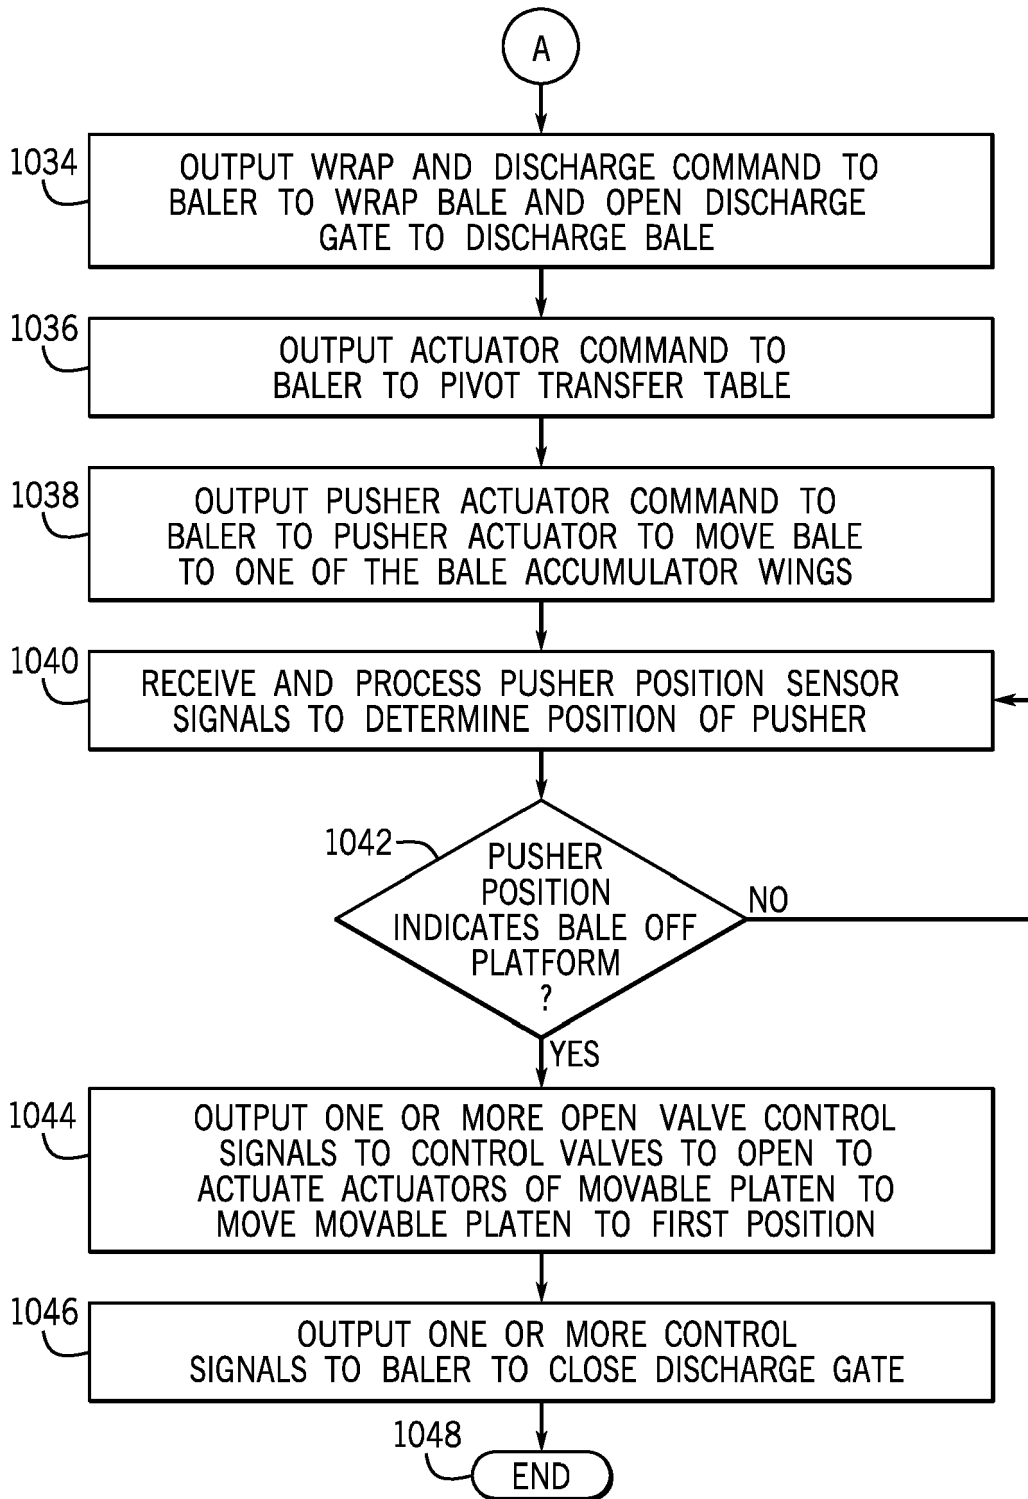 A
1034
OUTPUT WRAP AND DISCHARGE COMMAND TO
BALER TO WRAP BALE AND OPEN DISCHARGE
GATE TO DISCHARGE BALE
1036
OUTPUT ACTUATOR COMMAND TO
BALER TO PIVOT TRANSFER TABLE
1038
OUTPUT PUSHER ACTUATOR COMMAND TO
BALER TO PUSHER ACTUATOR TO MOVE BALE
TO ONE OF THE BALE ACCUMULATOR WINGS
1040
RECEIVE AND PROCESS PUSHER POSITION SENSOR
SIGNALS TO DETERMINE POSITION OF PUSHER
1042
PUSHER
POSITION
INDICATES BALE OFF
PLATFORM
?
NO
YES
1044
OUTPUT ONE OR MORE OPEN VALVE CONTROL
SIGNALS TO CONTROL VALVES TO OPEN TO
ACTUATE ACTUATORS OF MOVABLE PLATEN TO
MOVE MOVABLE PLATEN TO FIRST POSITION
1046
OUTPUT ONE OR MORE CONTROL
SIGNALS TO BALER TO CLOSE DISCHARGE GATE
1048
END